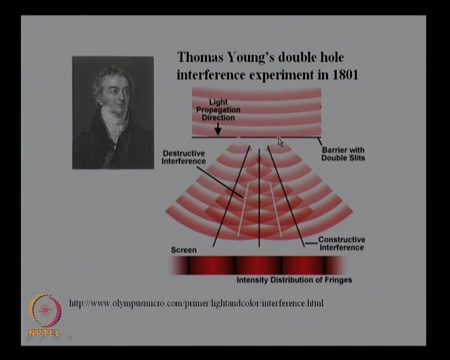 Thomas Young's double hole
interference experiment in 1801
Light
Propagation
Direction
Destructive
Interference
Barrier with
Double Slits
Screen
Constructive
Interference
Intensity Distribution of Fringes
http://www.olympusmicro.com/primer/lightandcolor/interference.html
NPTEL